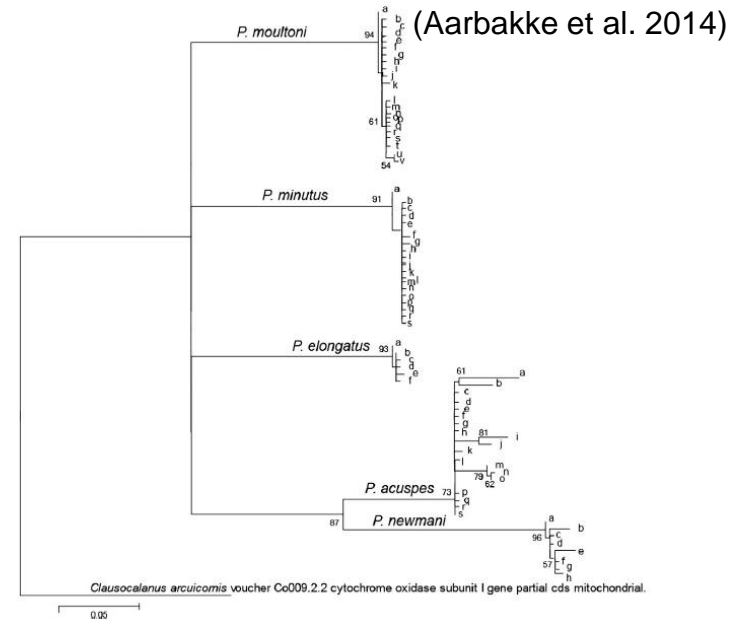 (Aarbakke et al. 2014)
a
b
c
P. moultoni
94
d
e
f
g
h
i
j
k
l
m
n
o
p
61
q
r
s
t
u
54
v
a
91
P. minutus
b
c
d
e
f
g
h
i
j
k
l
m
n
o
p
q
r
s
a
P. elongatus
93
b
c
d
e
f
61
a
b
c
d
e
f
g
h
81
i
j
k
l
m
79
n
62
o
P. acuspes
73
p
q
r
s
87
P. newmani
a
b
96
c
d
e
57
f
g
h
Clausocalanus arcuicornis voucher Co009.2.2 cytochrome oxidase subunit I gene partial cds mitochondrial.
0.05